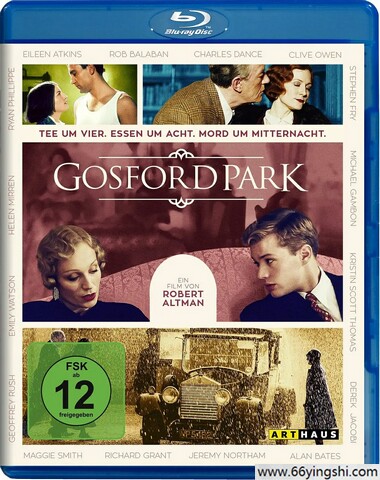 Blu-ray Disc
EILEEN ATKINS ROB BALABAN CHARLES DANCE CLIVE OWEN
RYAN PHILLIPPE
STEPHEN FRY
TEE UM VIER. ESSEN UM ACHT. MORD UM MITTERNACHT.
GOSFORD PARK
HELEN MIRREN
MICHAEL GAMBON
EIN
FILM VON
ROBERT
ALTMAN
EMILY WATSON
KRISTIN SCOTT THOMAS
GEOFFREY RUSH
DEREK JACOBI
FSK
ab
12
freigegeben
ARTHAUS
MAGGIE SMITH RICHARD GRANT JEREMY NORTHAM ALAN BATES
www.66yingshi.com